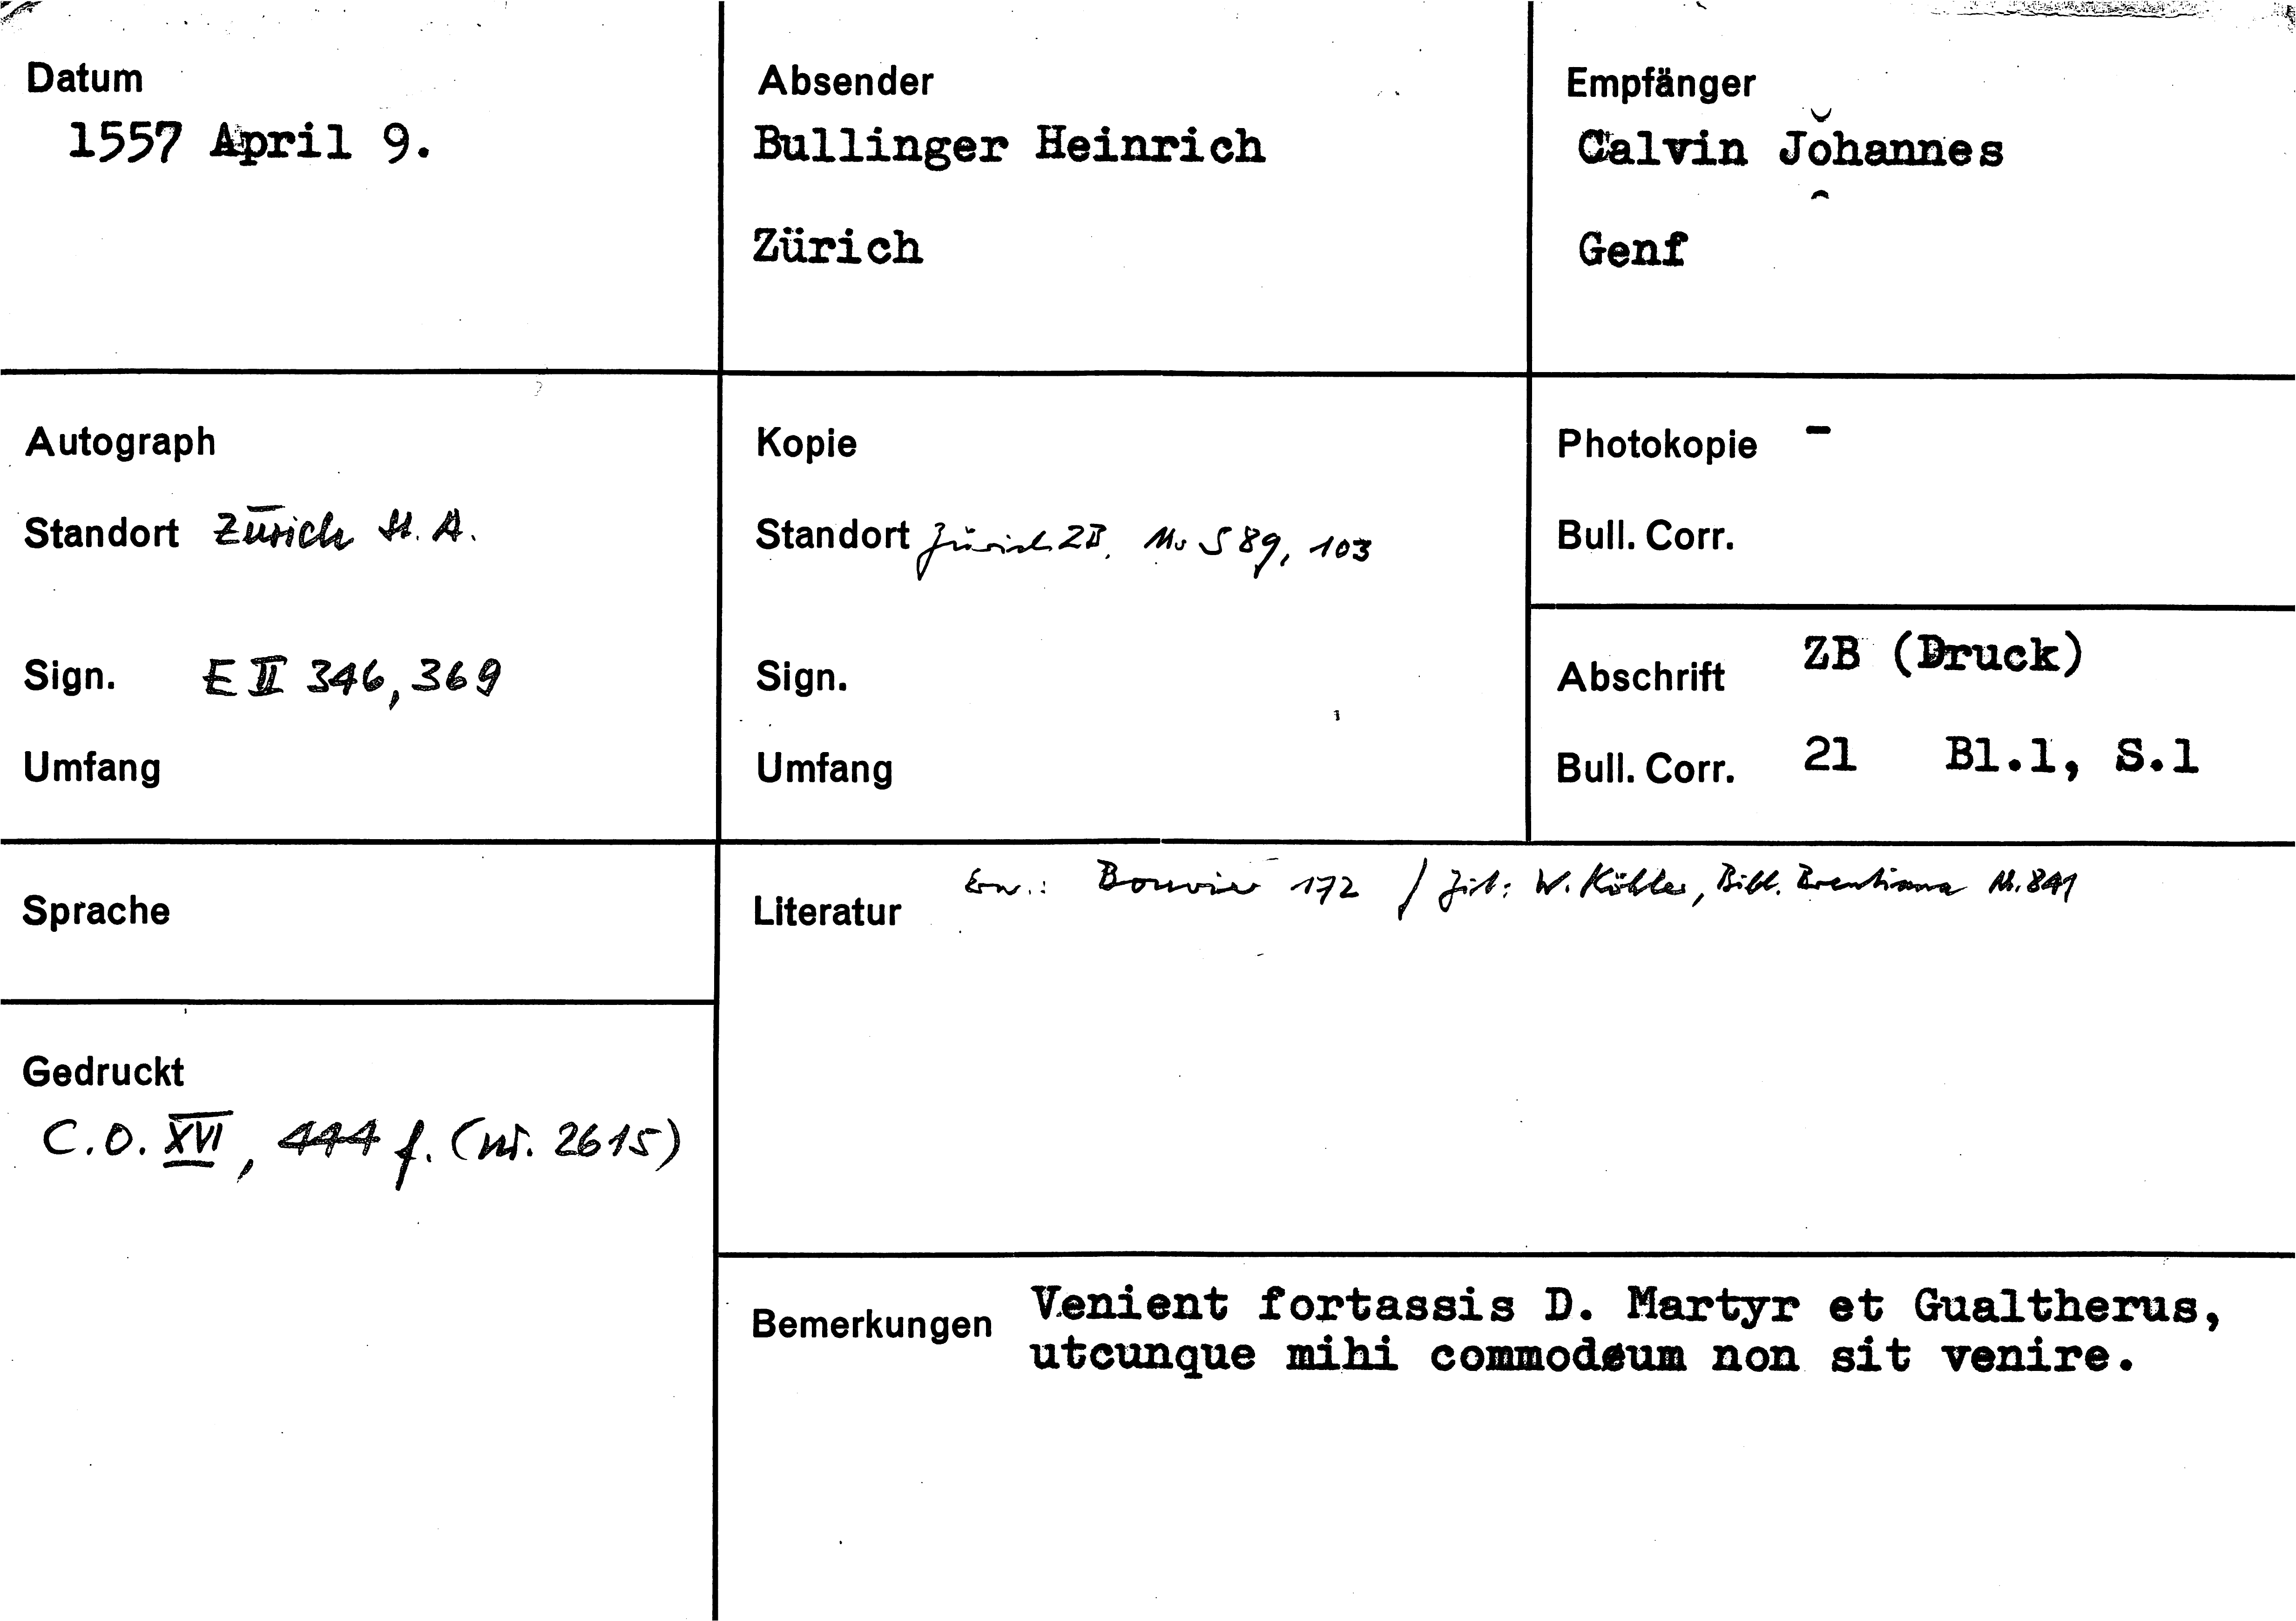 Datum
1557 April 9.
Absender
Bullinger Heinrich
Zürich
Empfänger
Calvin Johannes
Genf
Autograph
Standort Zürich St. A.
Sign. E II 346, 369
Umfang
Kopie
Standort Zürich ZB, Ms S 89, 103
Sign.
Umfang
Photokopie -
Bull. Corr.
Abschrift ZB (Druck)
Bull. Corr. 21 Bl.1, S.1
Sprache
Gedruckt
C.O. XVI, 444 f. (nr. 2615)
Literatur Erw.: Bouvier 172 / Zit: W. Köhler, Bibl. Brentiana Nr. 841
Bemerkungen Venient fortassis D. Martyr et Gualtherus,
utcunque mihi commodum non sit venire.